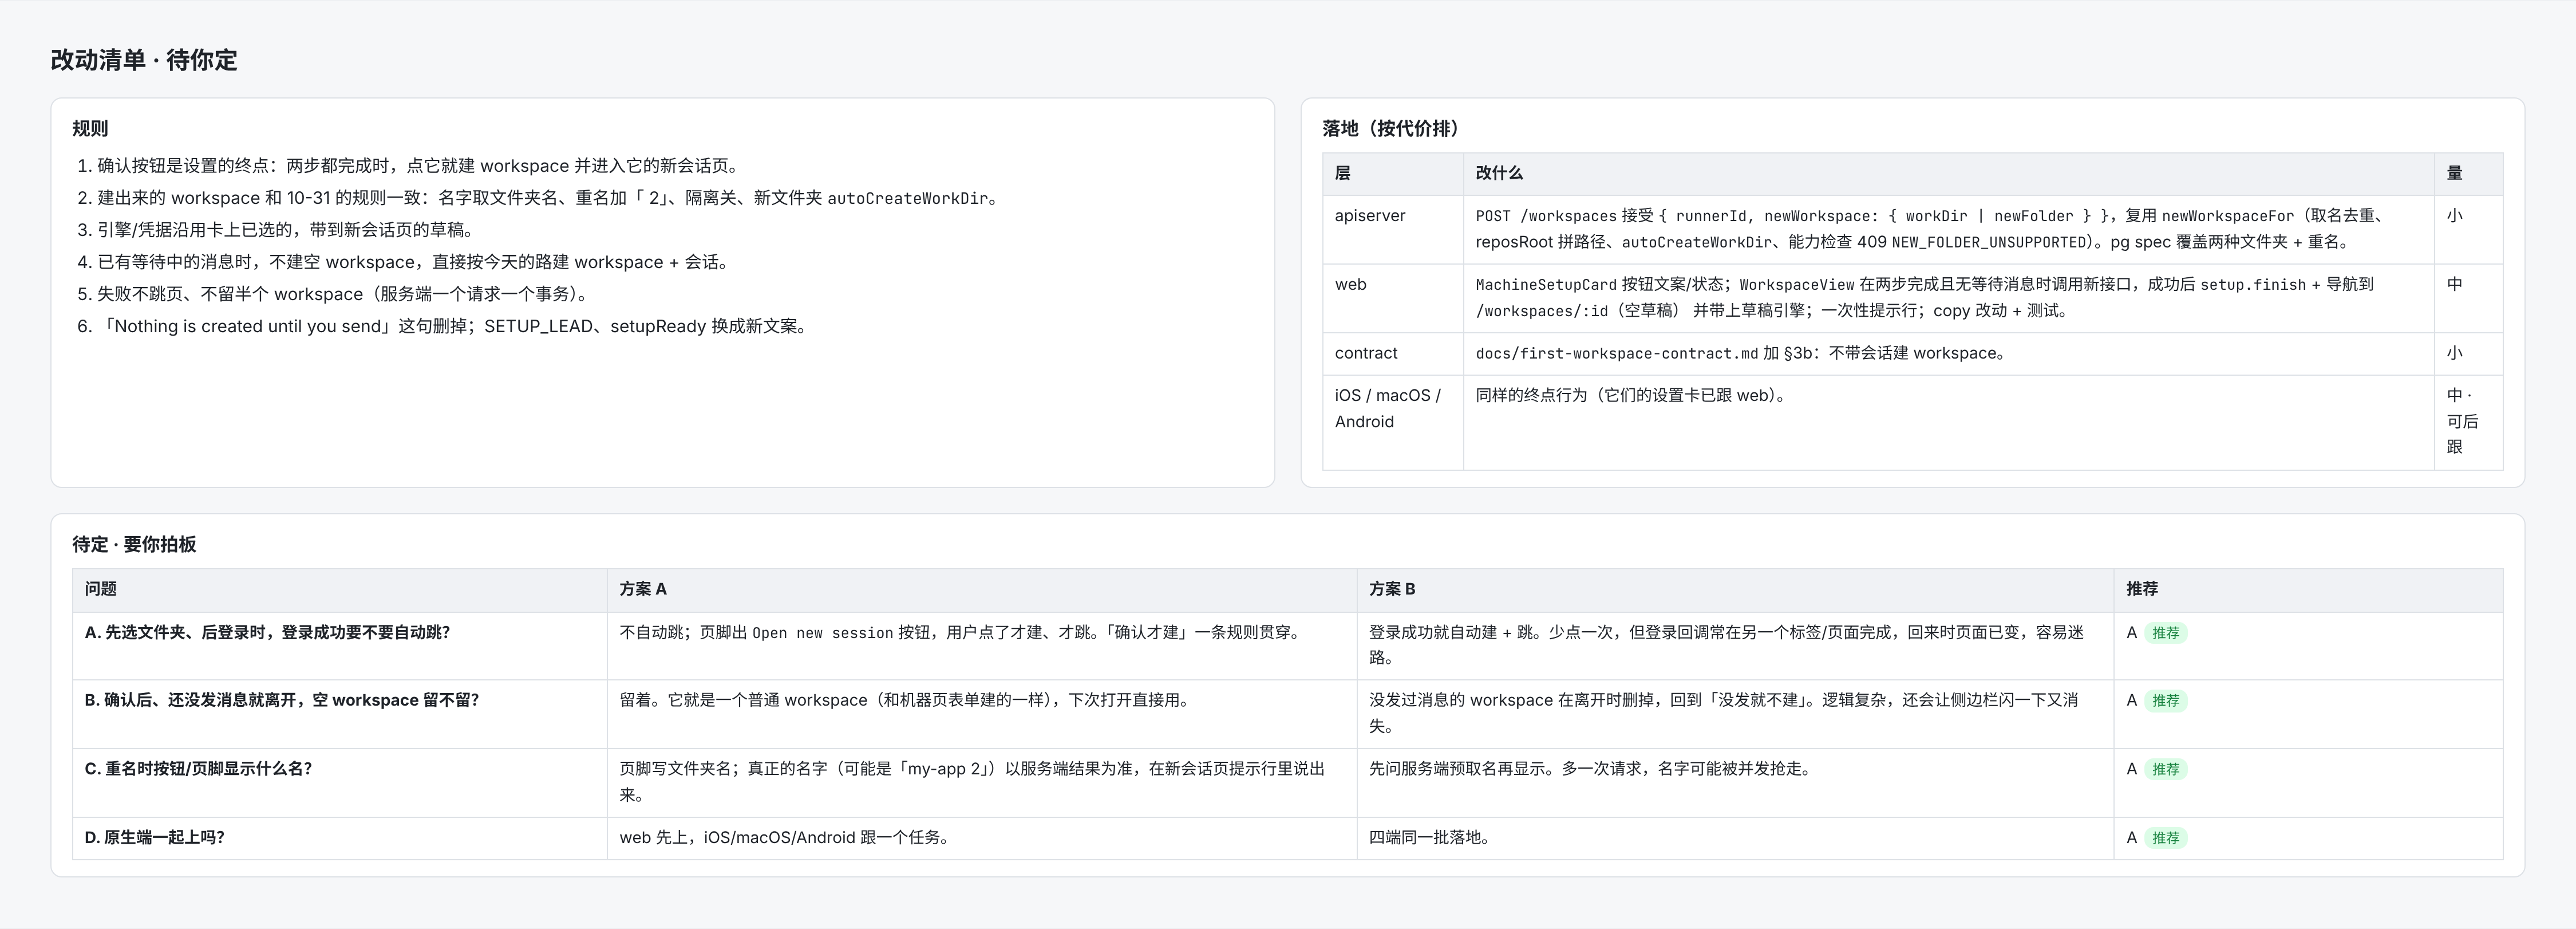 改动清单 · 待你定
规则
1. 确认按钮是设置的终点：两步都完成时，点它就建 workspace 并进入它的新会话页。
2. 建出来的 workspace 和 10-31 的规则一致：名字取文件夹名、重名加「 2」、隔离关、新文件夹 autoCreateWorkDir。
3. 引擎/凭据沿用卡上已选的，带到新会话页的草稿。
4. 已有等待中的消息时，不建空 workspace，直接按今天的路建 workspace + 会话。
5. 失败不跳页、不留半个 workspace（服务端一个请求一个事务）。
6. 「Nothing is created until you send」这句删掉；SETUP_LEAD、setupReady 换成新文案。
落地（按代价排）
层 改什么 量
apiserver POST /workspaces 接受 { runnerId, newWorkspace: { workDir | newFolder } }，复用 newWorkspaceFor（取名去重、 小
reposRoot 拼路径、autoCreateWorkDir、能力检查 409 NEW_FOLDER_UNSUPPORTED）。pg spec 覆盖两种文件夹 + 重名。
web MachineSetupCard 按钮文案/状态；WorkspaceView 在两步完成且无等待消息时调用新接口，成功后 setup.finish + 导航到 中
/workspaces/:id（空草稿） 并带上草稿引擎；一次性提示行；copy 改动 + 测试。
contract docs/first-workspace-contract.md 加 §3b：不带会话建 workspace。 小
iOS / macOS / 同样的终点行为（它们的设置卡已跟 web）。 中 ·
Android 可后
跟
待定 · 要你拍板
问题 方案 A 方案 B 推荐
A. 先选文件夹、后登录时，登录成功要不要自动跳？ 不自动跳；页脚出 Open new session 按钮，用户点了才建、才跳。「确认才建」一条规则贯穿。 登录成功就自动建 + 跳。少点一次，但登录回调常在另一个标签/页面完成，回来时页面已变，容易迷 A 推荐
路。
B. 确认后、还没发消息就离开，空 workspace 留不留？ 留着。它就是一个普通 workspace（和机器页表单建的一样），下次打开直接用。 没发过消息的 workspace 在离开时删掉，回到「没发就不建」。逻辑复杂，还会让侧边栏闪一下又消 A 推荐
失。
C. 重名时按钮/页脚显示什么名？ 页脚写文件夹名；真正的名字（可能是「my-app 2」）以服务端结果为准，在新会话页提示行里说出 先问服务端预取名再显示。多一次请求，名字可能被并发抢走。 A 推荐
来。
D. 原生端一起上吗？ web 先上，iOS/macOS/Android 跟一个任务。 四端同一批落地。 A 推荐